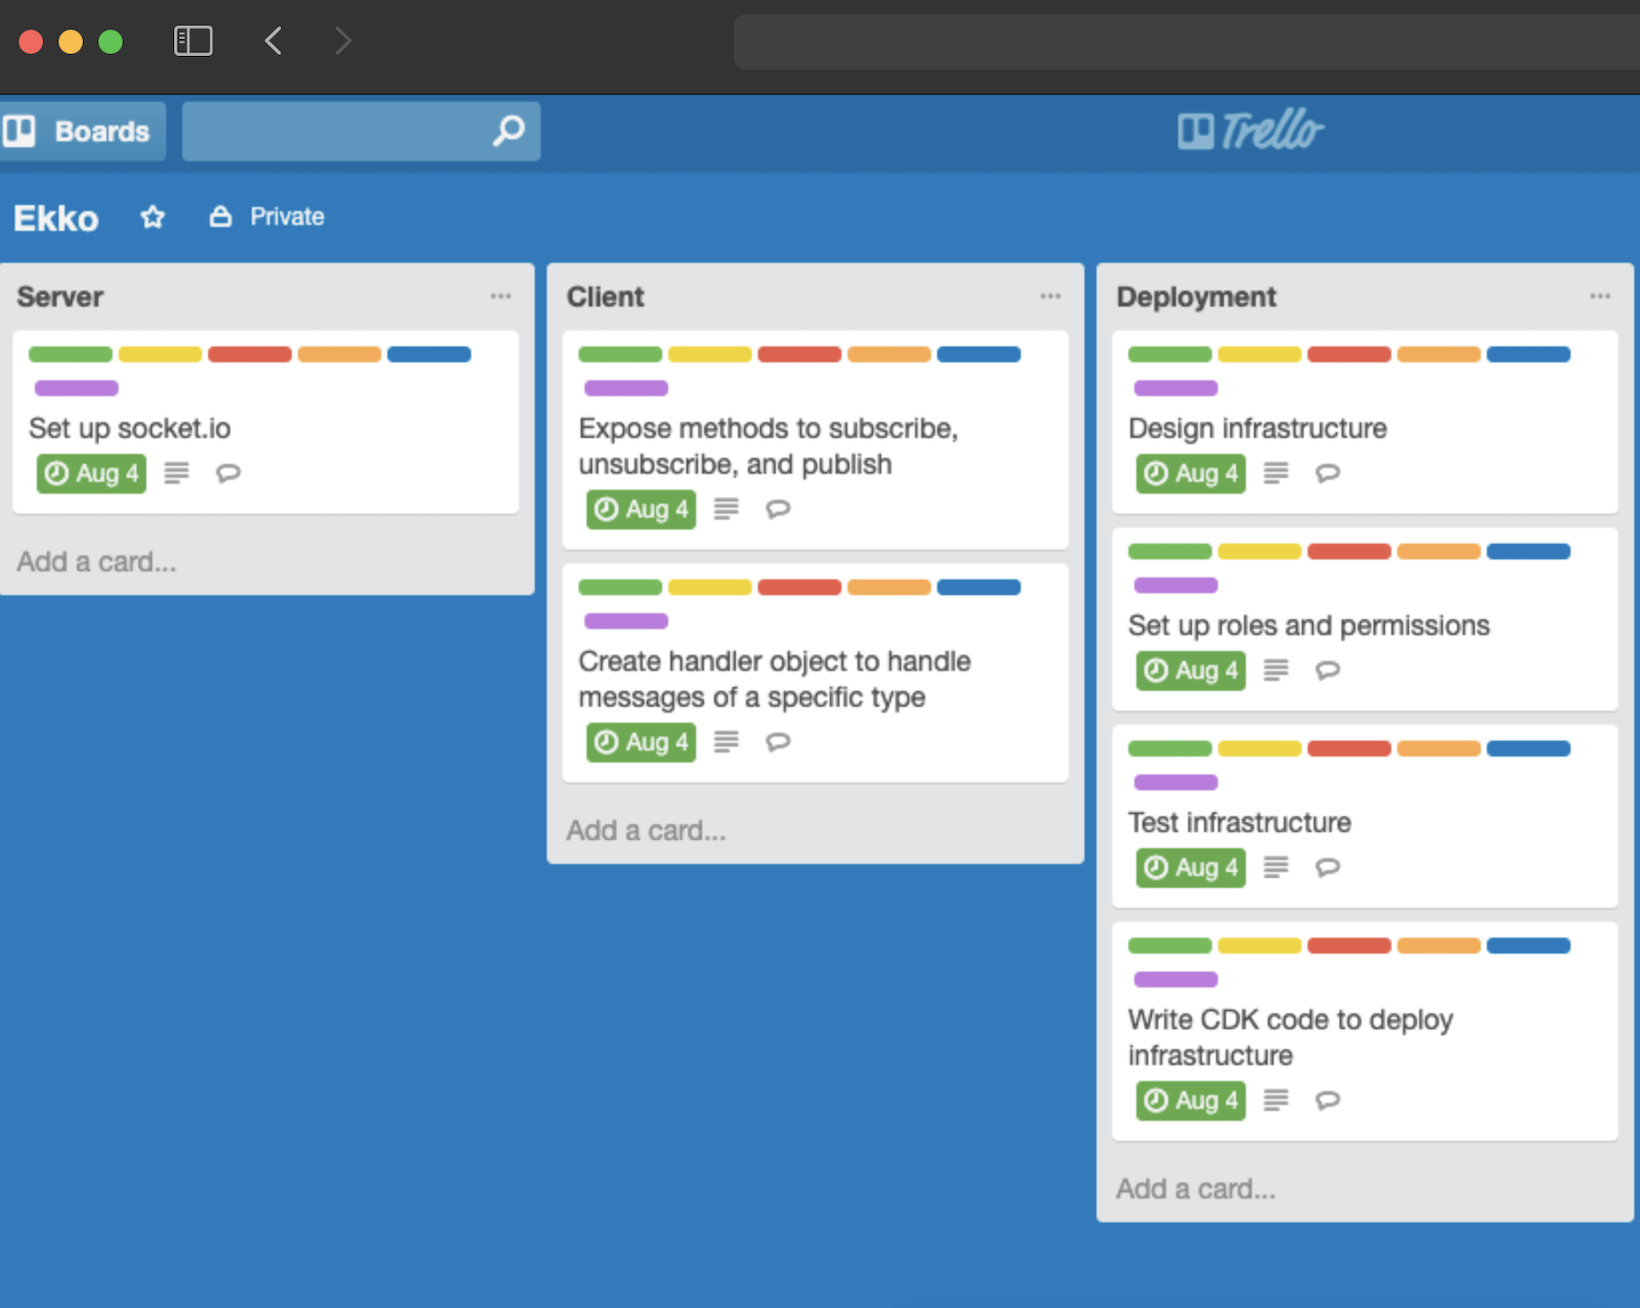 Boards
Trello
Ekko
Private
Server
Set up socket.io
Aug 4
Add a card...
Client
Expose methods to subscribe,
unsubscribe, and publish
Aug 4
Create handler object to handle
messages of a specific type
Aug 4
Add a card...
Deployment
Design infrastructure
Aug 4
Set up roles and permissions
Aug 4
Test infrastructure
Aug 4
Write CDK code to deploy
infrastructure
Aug 4
Add a card...